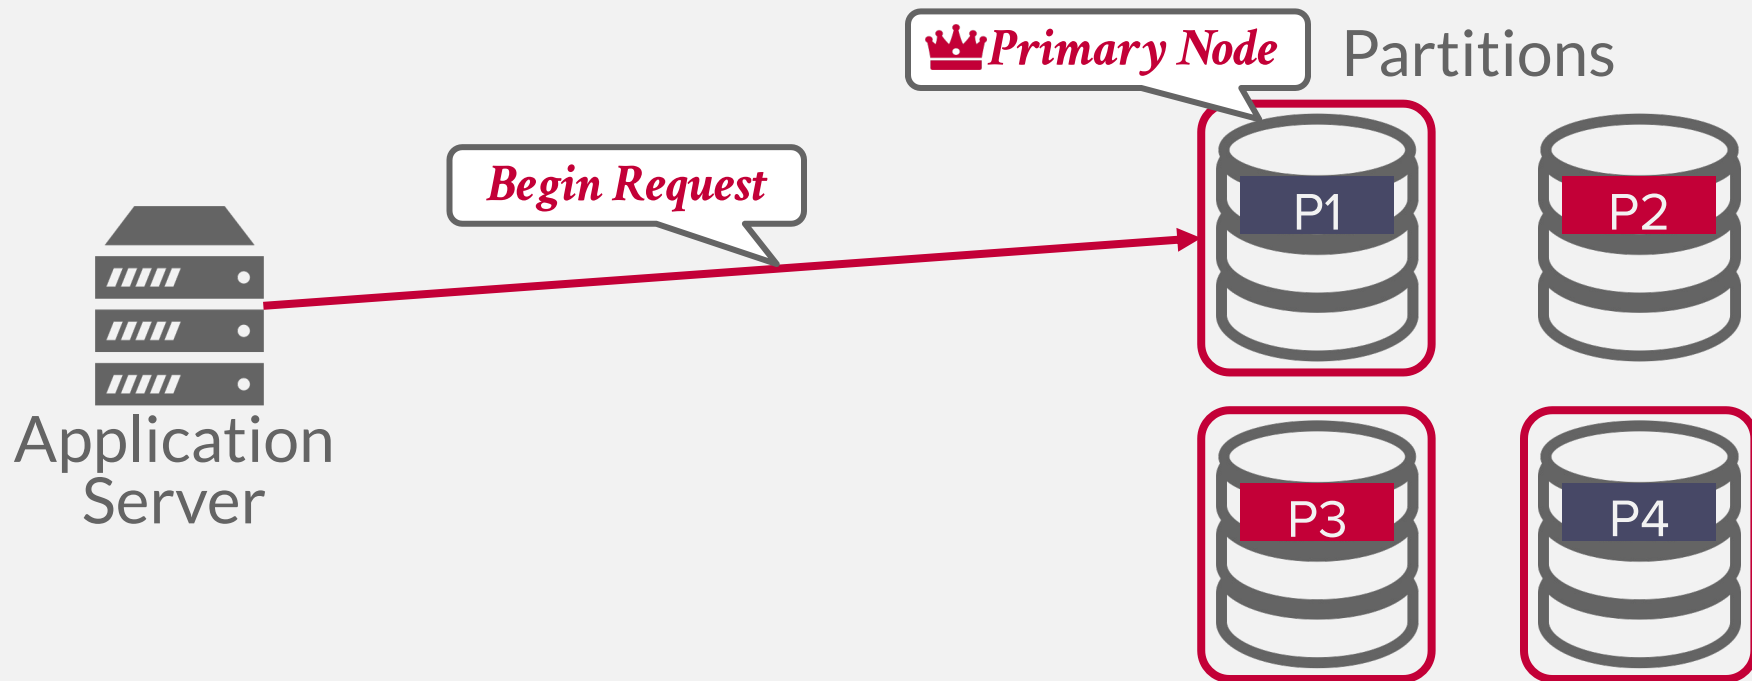 Primary Node
Partitions
Begin Request
P1
P2
Application
Server
P3
P4